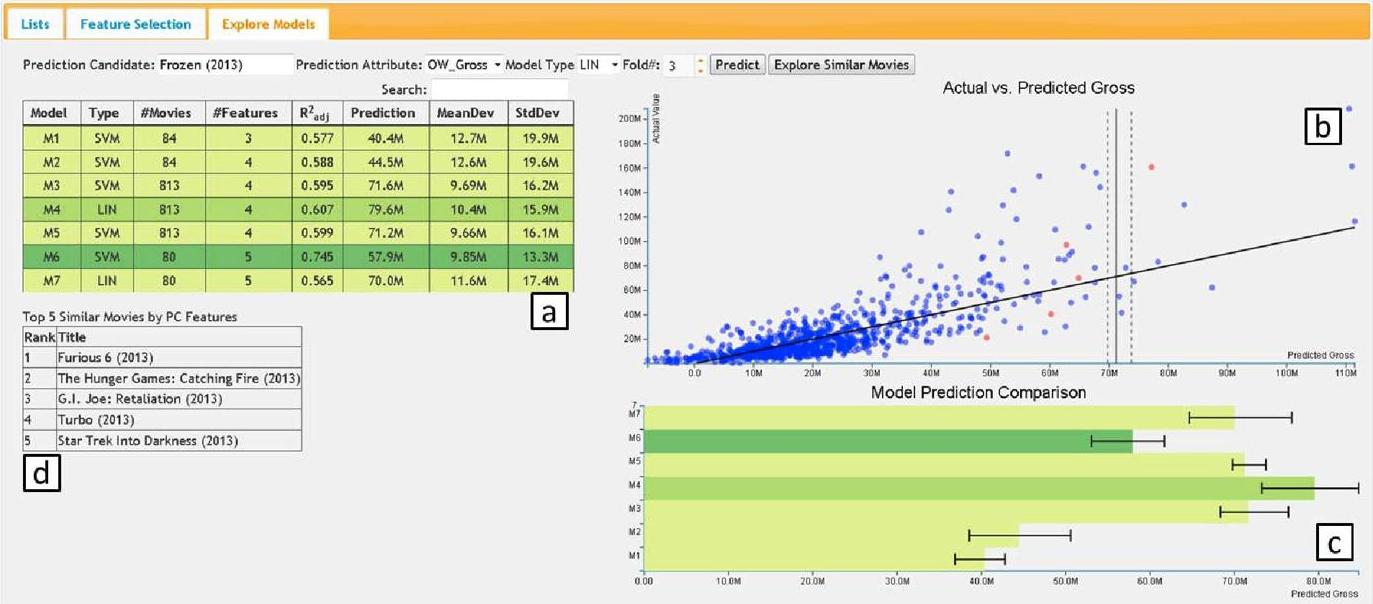 Lists Feature Selection Explore Models
Prediction Candidate: Frozen (2013) Prediction Attribute: OW_Gross Model Type LIN Fold#: 3 Predict Explore Similar Movies
Search:
Model Type #Movies #Features R²adj Prediction MeanDev StdDev
M1 SVM 84 3 0.577 40.4M 12.7M 19.9M
M2 SVM 84 4 0.588 44.5M 12.6M 19.6M
M3 SVM 813 4 0.595 71.6M 9.69M 16.2M
M4 LIN 813 4 0.607 79.6M 10.4M 15.9M
M5 SVM 813 4 0.599 71.2M 9.66M 16.1M
M6 SVM 80 5 0.745 57.9M 9.85M 13.3M
M7 LIN 80 5 0.565 70.0M 11.6M 17.4M
a
Top 5 Similar Movies by PC Features
Rank Title
1 Furious 6 (2013)
2 The Hunger Games: Catching Fire (2013)
3 G.I. Joe: Retaliation (2013)
4 Turbo (2013)
5 Star Trek Into Darkness (2013)
d
Actual vs. Predicted Gross
b
Actual Value
200M
180M
160M
140M
120M
100M
80M
60M
40M
20M
Predicted Gross
0.0 10M 20M 30M 40M 50M 60M 70M 80M 90M 100M 110M
Model Prediction Comparison
7
M7
M6
M5
M4
M3
M2
M1
c
0.00 10.0M 20.0M 30.0M 40.0M 50.0M 60.0M 70.0M 80.0M
Predicted Gross